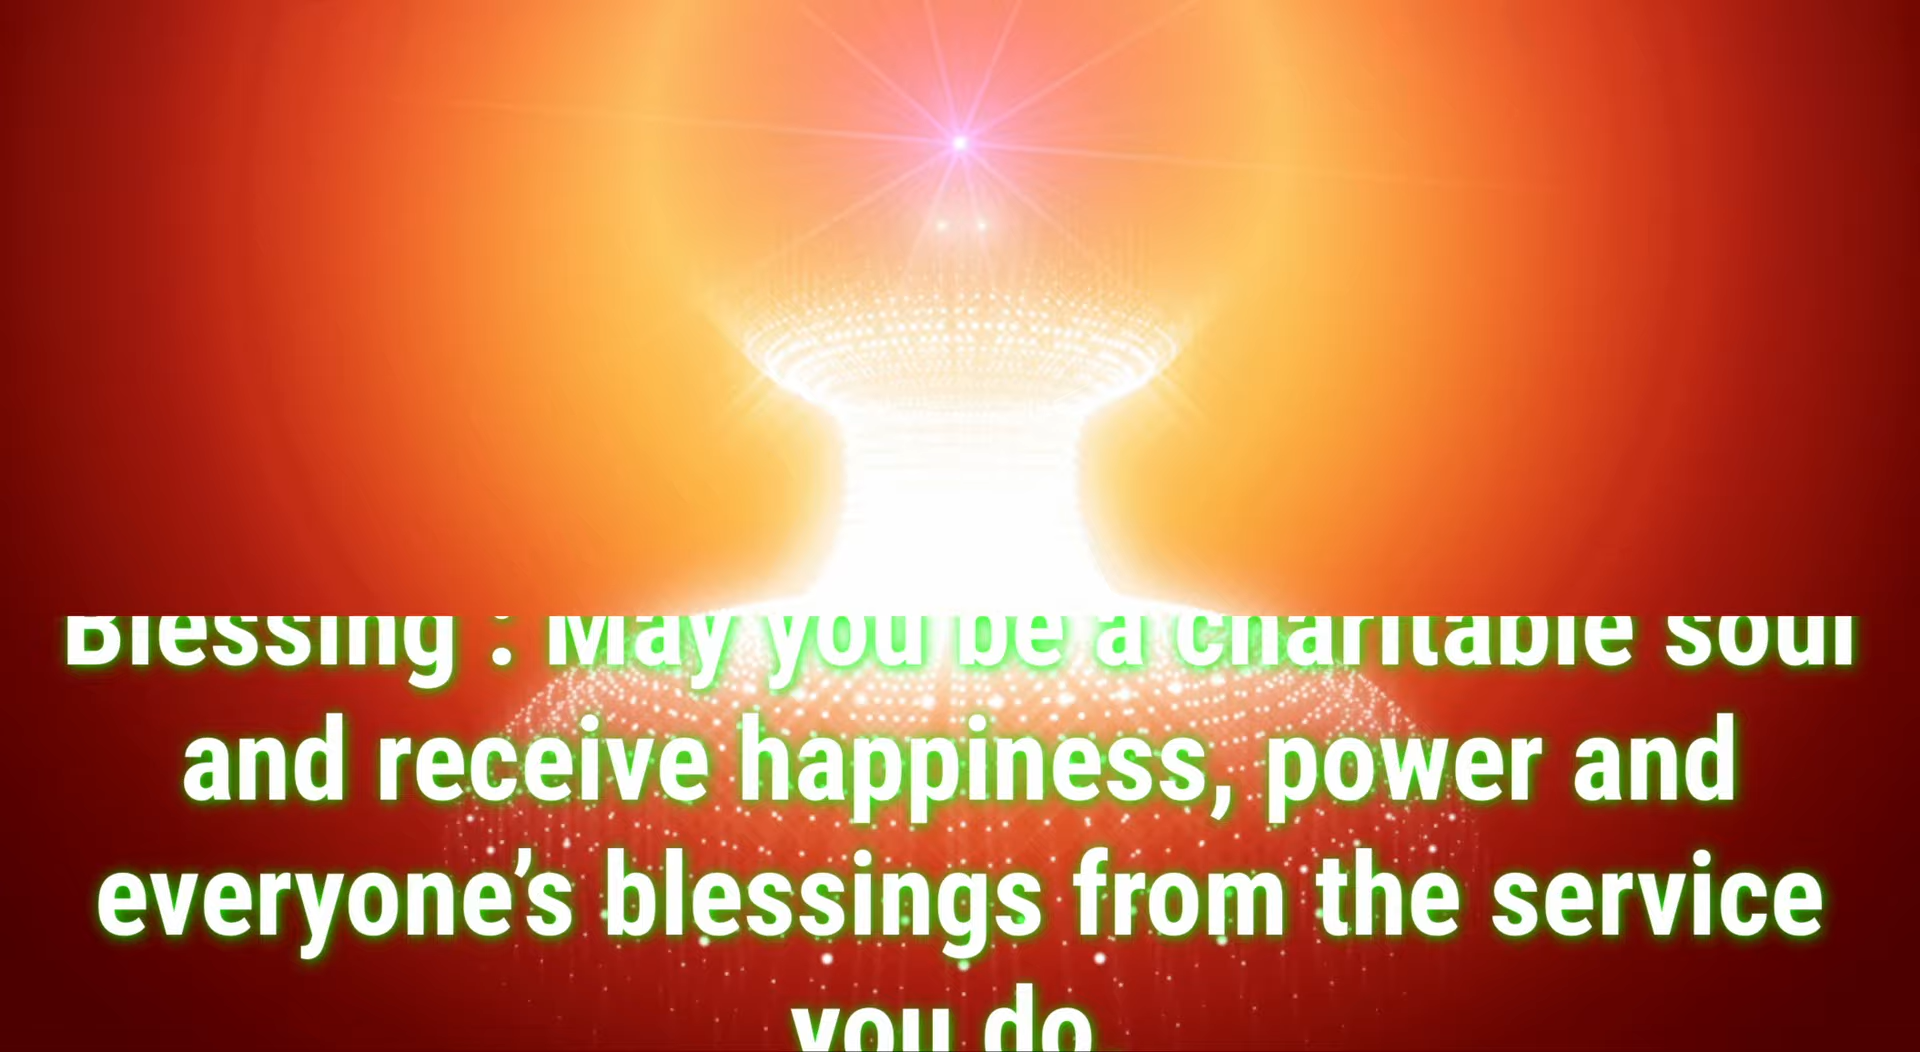 Blessing : May you be a charitable soul
and receive happiness, power and
everyone’s blessings from the service
you do